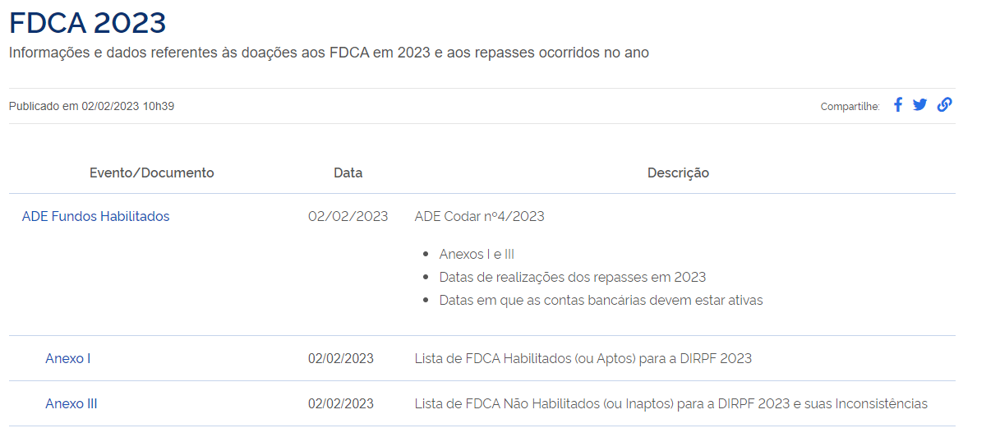 FDCA 2023
Informações e dados referentes às doações aos FDCA em 2023 e aos repasses ocorridos no ano
Publicado em 02/02/2023 10h39 Compartilhe:
Evento/Documento Data Descrição
ADE Fundos Habilitados 02/02/2023 ADE Codar nº4/2023
Anexos I e III
Datas de realizações dos repasses em 2023
Datas em que as contas bancárias devem estar ativas
Anexo I 02/02/2023 Lista de FDCA Habilitados (ou Aptos) para a DIRPF 2023
Anexo III 02/02/2023 Lista de FDCA Não Habilitados (ou Inaptos) para a DIRPF 2023 e suas Inconsistências